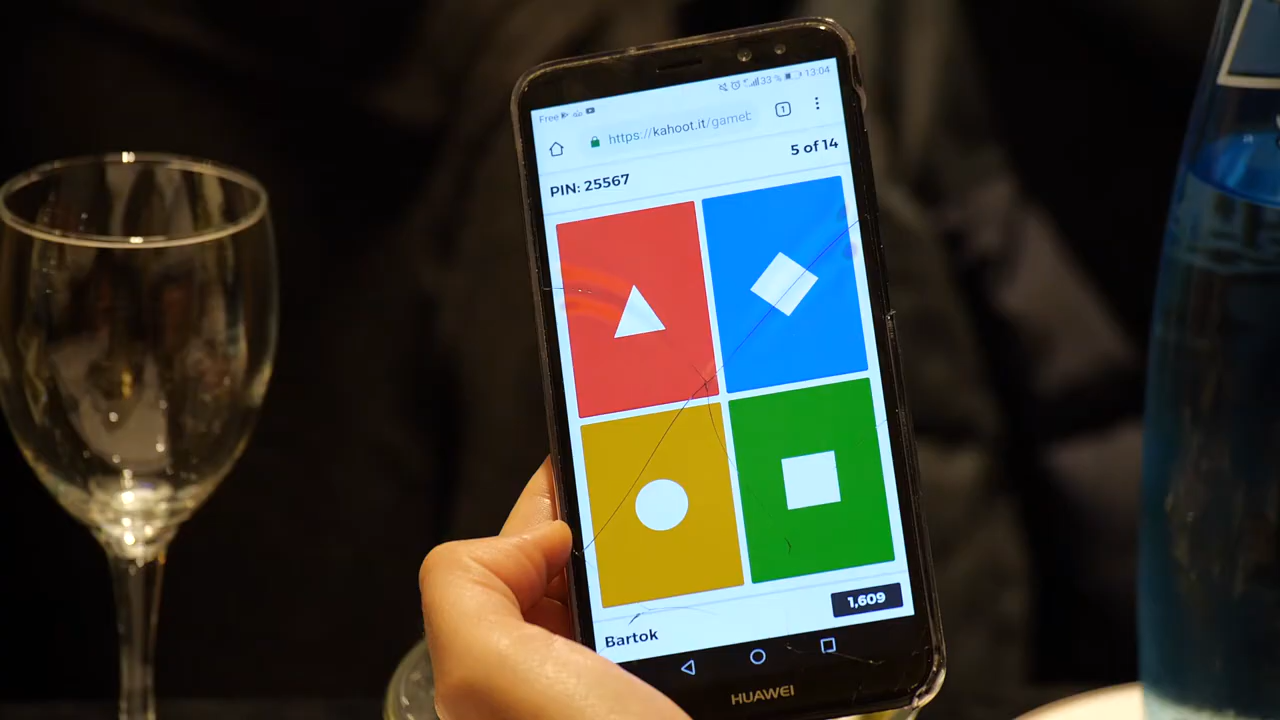 Free 33 % 13:04
https://kahoot.it/gameb
1
5 of 14
PIN: 25567
Bartok
1,609
HUAWEI